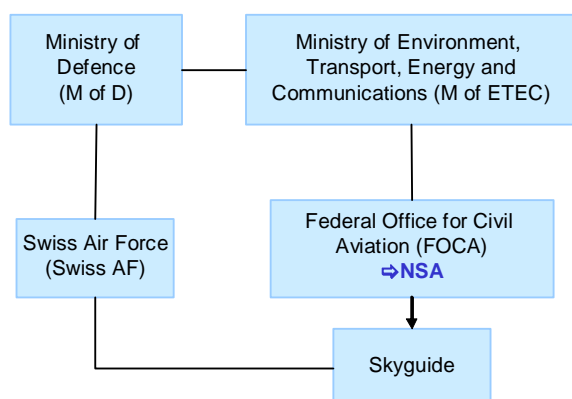 Ministry of
Defence
(M of D)
Ministry of Environment,
Transport, Energy and
Communications (M of ETEC)
Swiss Air Force
(Swiss AF)
Federal Office for Civil
Aviation (FOCA)
⇨NSA
Skyguide